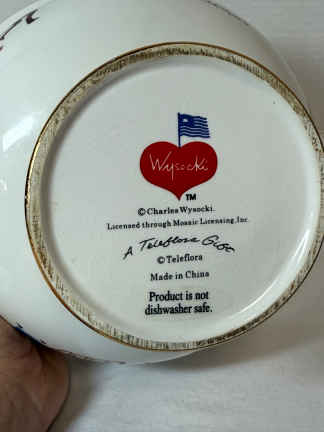 Wysocki
TM
© Charles Wysocki.
Licensed through Mosaic Licensing, Inc.
A Teleflora Gift
© Teleflora
Made in China
Product is not
dishwasher safe.